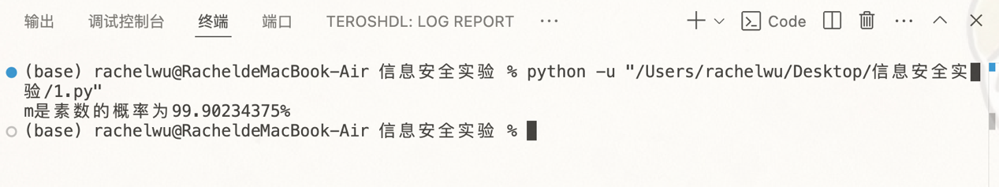 输出 调试控制台 终端 端口 TEROSHDL: LOG REPORT ··· Code ···
(base) rachelwu@RacheldeMacBook-Air 信息安全实验 % python -u "/Users/rachelwu/Desktop/信息安全实
验/1.py"
m是素数的概率为99.90234375%
(base) rachelwu@RacheldeMacBook-Air 信息安全实验 %